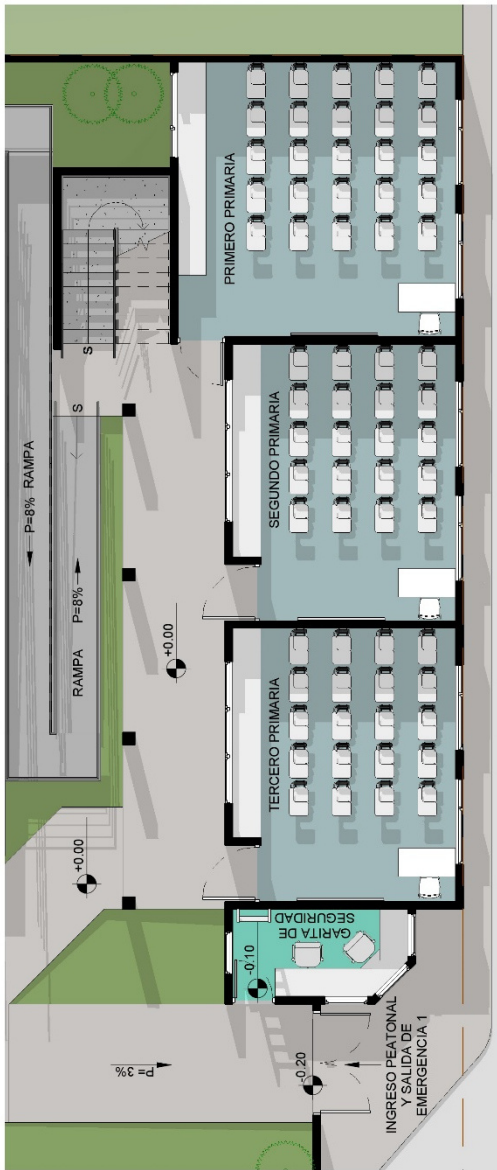 PRIMERO PRIMARIA
SEGUNDO PRIMARIA
TERCERO PRIMARIA
S
S
P=8% RAMPA
RAMPA P=8%
+0.00
+0.00
GARITA DE
SEGURIDAD
-0.10
P= 3%
-0.20
INGRESO PEATONAL
Y SALIDA DE
EMERGENCIA 1